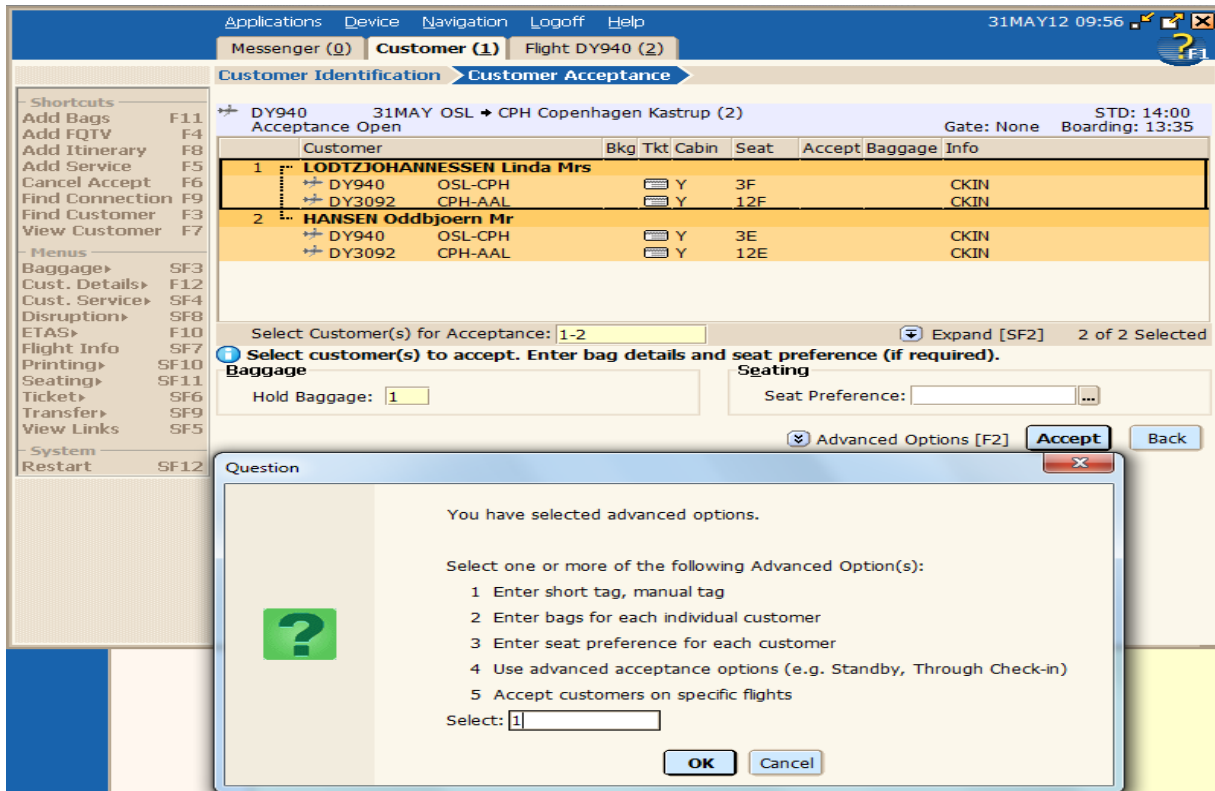 Applications Device Navigation Logoff Help 31MAY12 09:56
Messenger (0) Customer (1) Flight DY940 (2)
?F1
Customer Identification Customer Acceptance
Shortcuts
Add Bags F11
Add FQTV F4
Add Itinerary F8
Add Service F5
Cancel Accept F6
Find Connection F9
Find Customer F3
View Customer F7
Menus
Baggage SF3
Cust. Details F12
Cust. Service SF4
Disruption SF8
ETAS F10
Flight Info SF7
Printing SF10
Seating SF11
Ticket SF6
Transfer SF9
View Links SF5
System
Restart SF12
DY940 31MAY OSL → CPH Copenhagen Kastrup (2) STD: 14:00
Acceptance Open Gate: None Boarding: 13:35
Customer Bkg Tkt Cabin Seat Accept Baggage Info
1 LODTZJOHANNESSEN Linda Mrs
DY940 OSL-CPH Y 3F CKIN
DY3092 CPH-AAL Y 12F CKIN
2 HANSEN Oddbjoern Mr
DY940 OSL-CPH Y 3E CKIN
DY3092 CPH-AAL Y 12E CKIN
Select Customer(s) for Acceptance: 1-2 Expand [SF2] 2 of 2 Selected
Select customer(s) to accept. Enter bag details and seat preference (if required).
Baggage Seating
Hold Baggage: 1 Seat Preference: ...
Advanced Options [F2] Accept Back
Question
You have selected advanced options.
Select one or more of the following Advanced Option(s):
1 Enter short tag, manual tag
2 Enter bags for each individual customer
3 Enter seat preference for each customer
4 Use advanced acceptance options (e.g. Standby, Through Check-in)
5 Accept customers on specific flights
Select: 1
OK Cancel